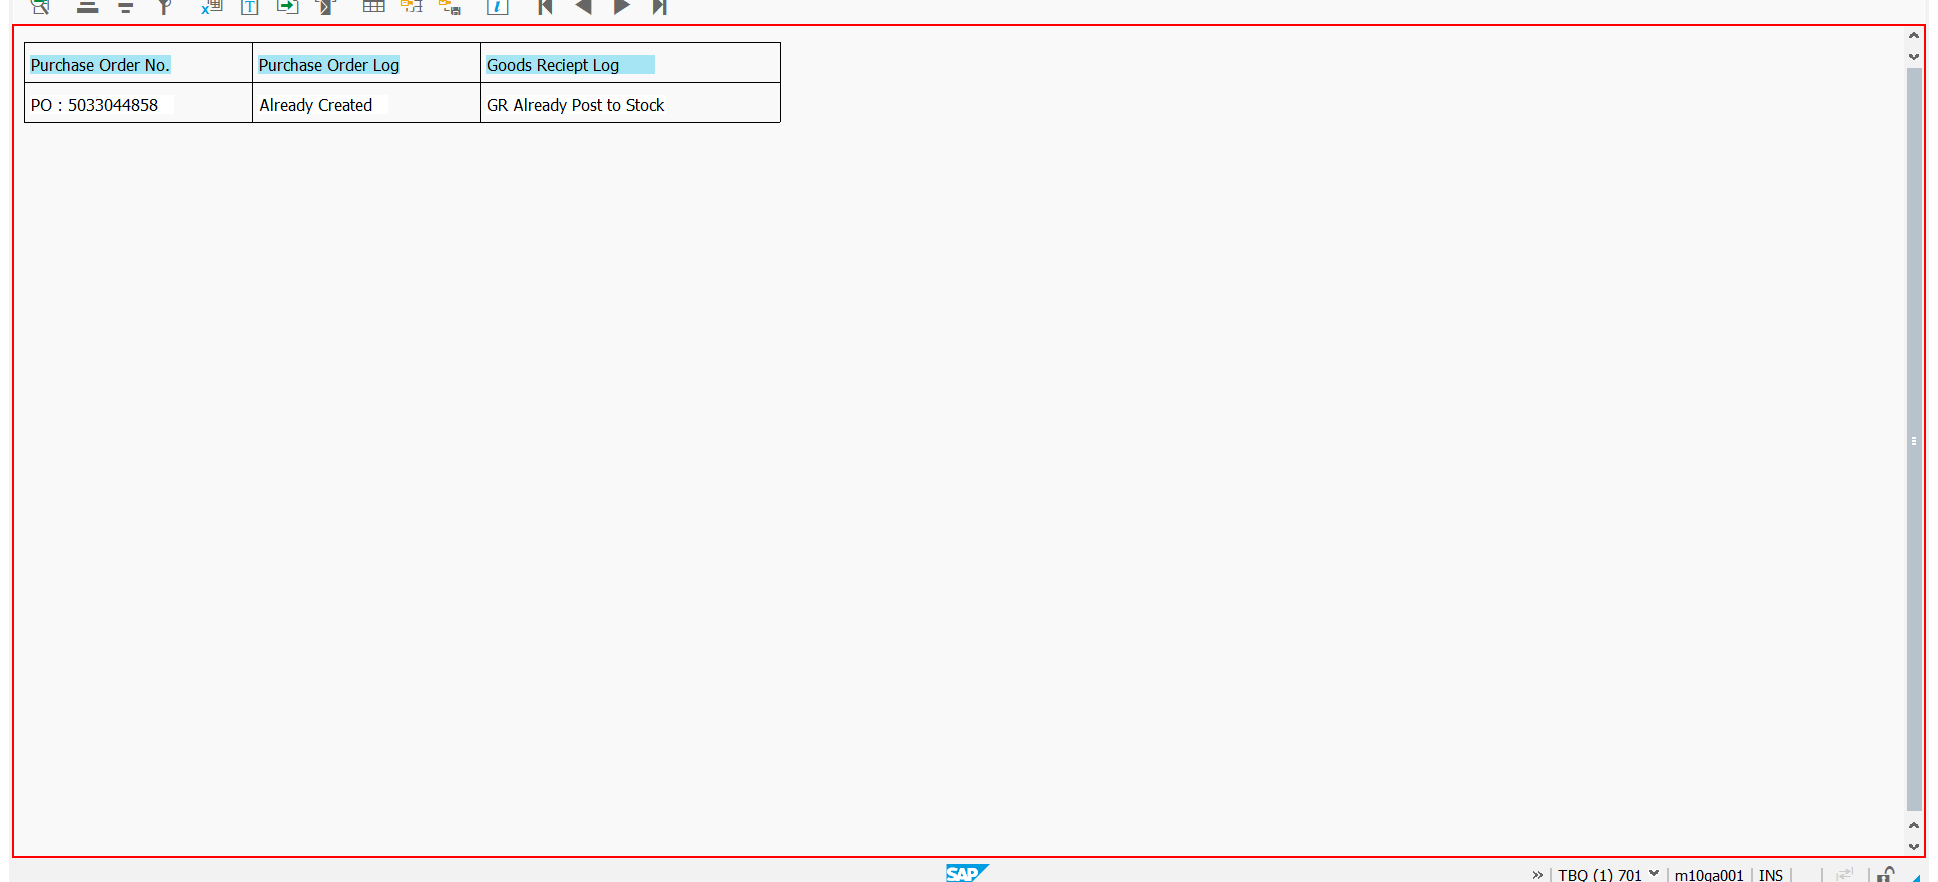 Purchase Order No. Purchase Order Log Goods Reciept Log
PO : 5033044858 Already Created GR Already Post to Stock
SAP » TBQ (1) 701 m10qa001 INS